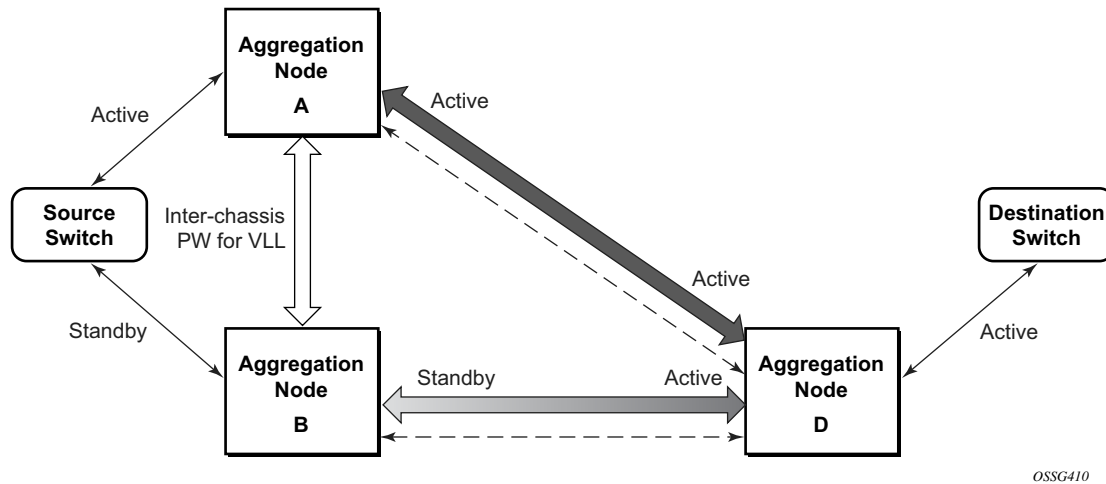 Aggregation
Node
A
Active
Active
Source
Switch
Inter-chassis
PW for VLL
Destination
Switch
Active
Standby
Active
Aggregation
Node
B
Standby
Active
Aggregation
Node
D
OSSG410